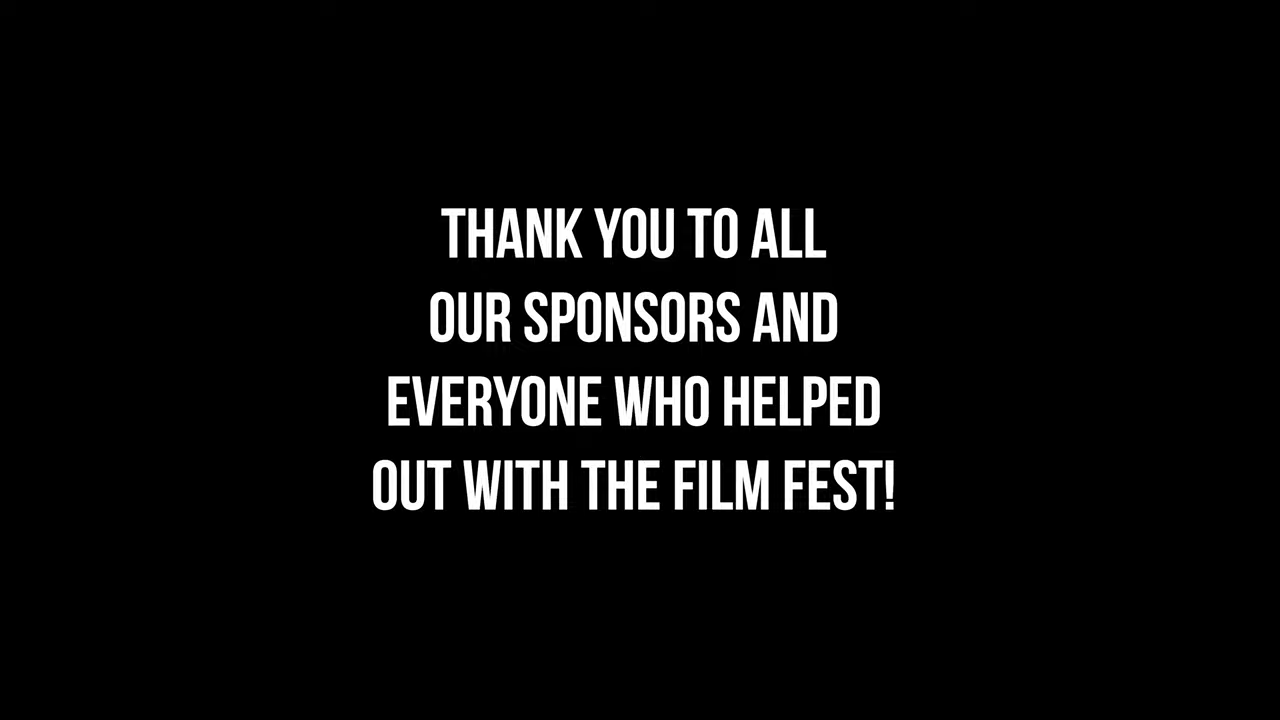 THANK YOU TO ALL
OUR SPONSORS AND
EVERYONE WHO HELPED
OUT WITH THE FILM FEST!